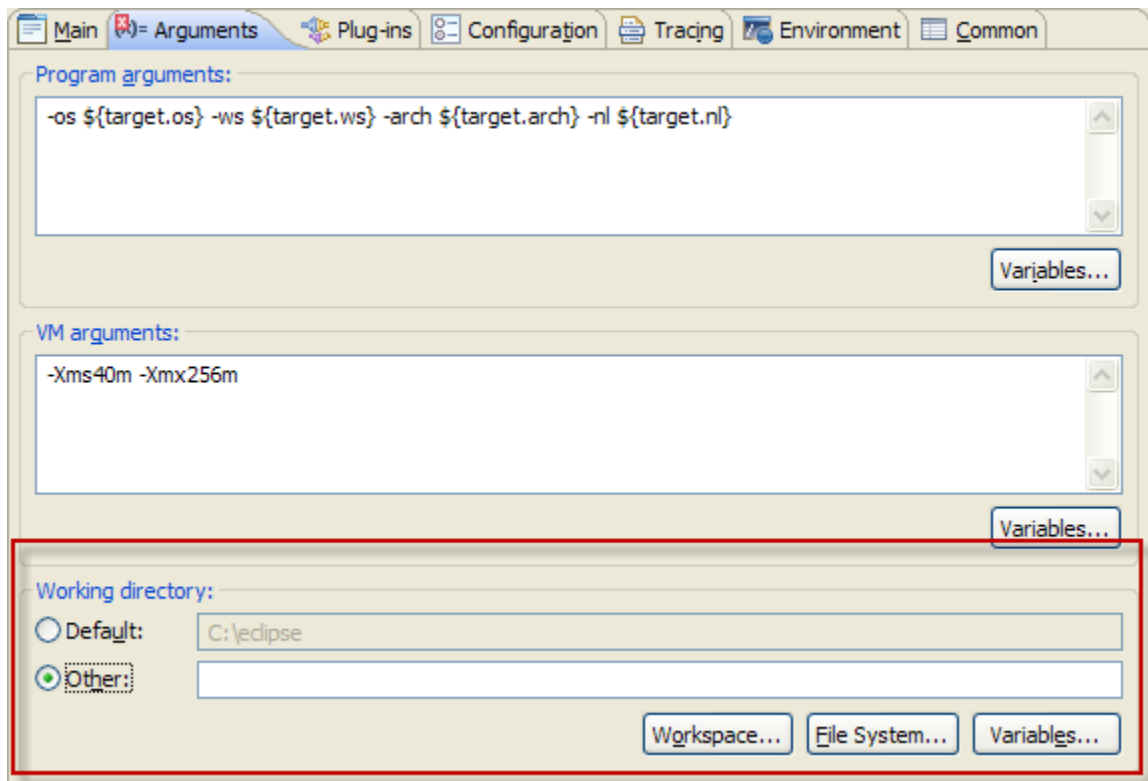 Main (x)= Arguments Plug-ins Configuration Tracing Environment Common
Program arguments:
-os ${target.os} -ws ${target.ws} -arch ${target.arch} -nl ${target.nl}
Variables...
VM arguments:
-Xms40m -Xmx256m
Variables...
Working directory:
Default: C:\eclipse
Other:
Workspace... File System... Variables...